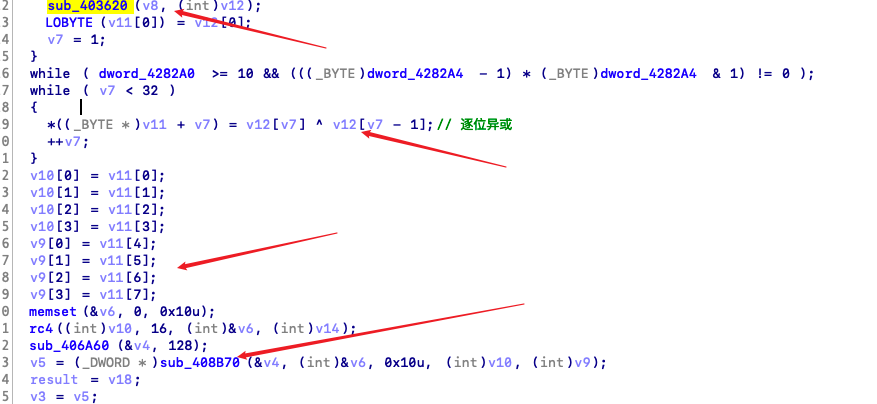 2 sub_403620 (v8, (int)v12);
3 LOBYTE (v11[0]) = v12[0];
4 v7 = 1;
5 }
6 while ( dword_4282A0 >= 10 && (((_BYTE)dword_4282A4 - 1) * (_BYTE)dword_4282A4 & 1) != 0 );
7 while ( v7 < 32 )
8 {
9 *((_BYTE *)v11 + v7) = v12[v7] ^ v12[v7 - 1];// 逐位异或
0 ++v7;
1 }
2 v10[0] = v11[0];
3 v10[1] = v11[1];
4 v10[2] = v11[2];
5 v10[3] = v11[3];
6 v9[0] = v11[4];
7 v9[1] = v11[5];
8 v9[2] = v11[6];
9 v9[3] = v11[7];
0 memset (&v6, 0, 0x10u);
1 rc4 ((int)v10, 16, (int)&v6, (int)v14);
2 sub_406A60 (&v4, 128);
3 v5 = (_DWORD *)sub_408B70 (&v4, (int)&v6, 0x10u, (int)v10, (int)v9);
4 result = v18;
5 v3 = v5;